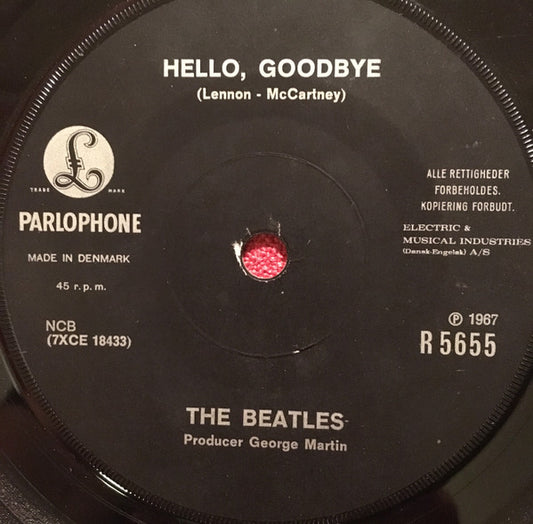 HELLO, GOODBYE
(Lennon - McCartney)
£
TRADE MARK
PARLOPHONE
MADE IN DENMARK
45 r.p.m.
NCB
(7XCE 18433)
ALLE RETTIGHEDER
FORBEHOLDES.
KOPIERING FORBUDT.
ELECTRIC &
MUSICAL INDUSTRIES
(Dansk-Engelsk) A/S
℗ 1967
R 5655
THE BEATLES
Producer George Martin